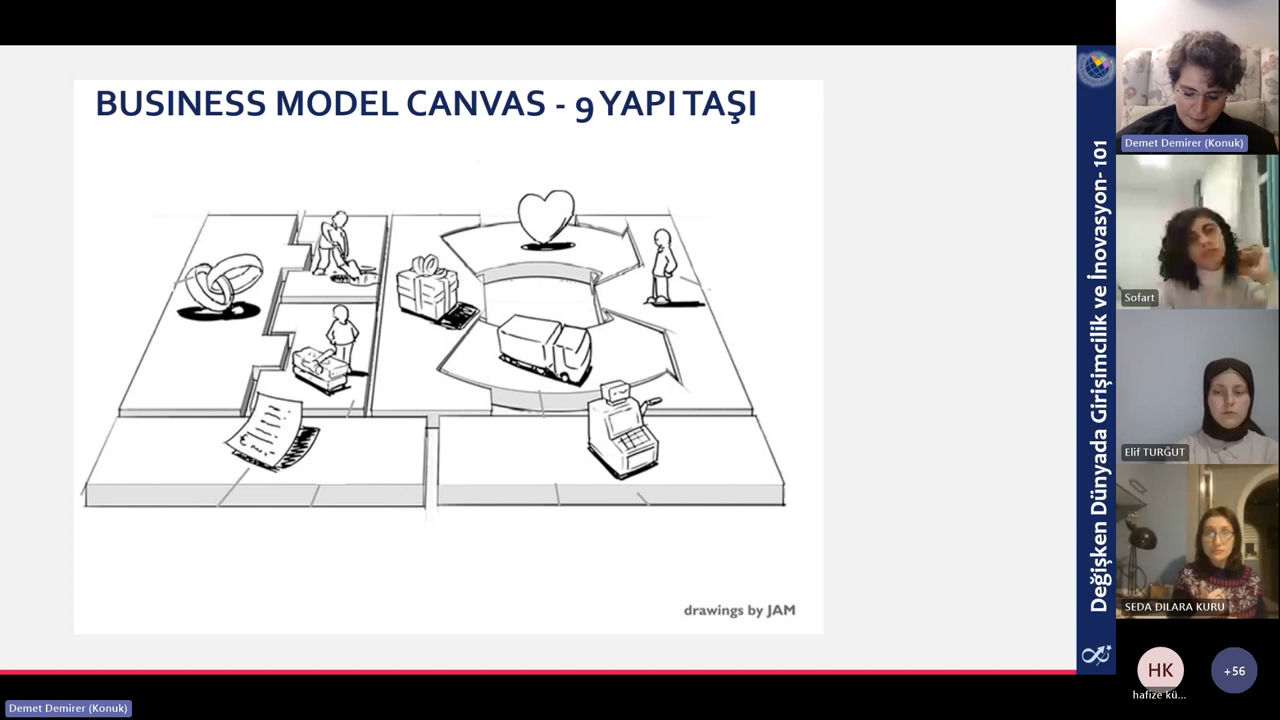 BUSINESS MODEL CANVAS - 9 YAPI TAŞI
drawings by JAM
Değişken Dünyada Girişimcilik ve İnovasyon- 101
Demet Demirer (Konuk)
Sofart
Elif TURĞUT
SEDA DILARA KURU
HK
hafize kü...
+56
Demet Demirer (Konuk)